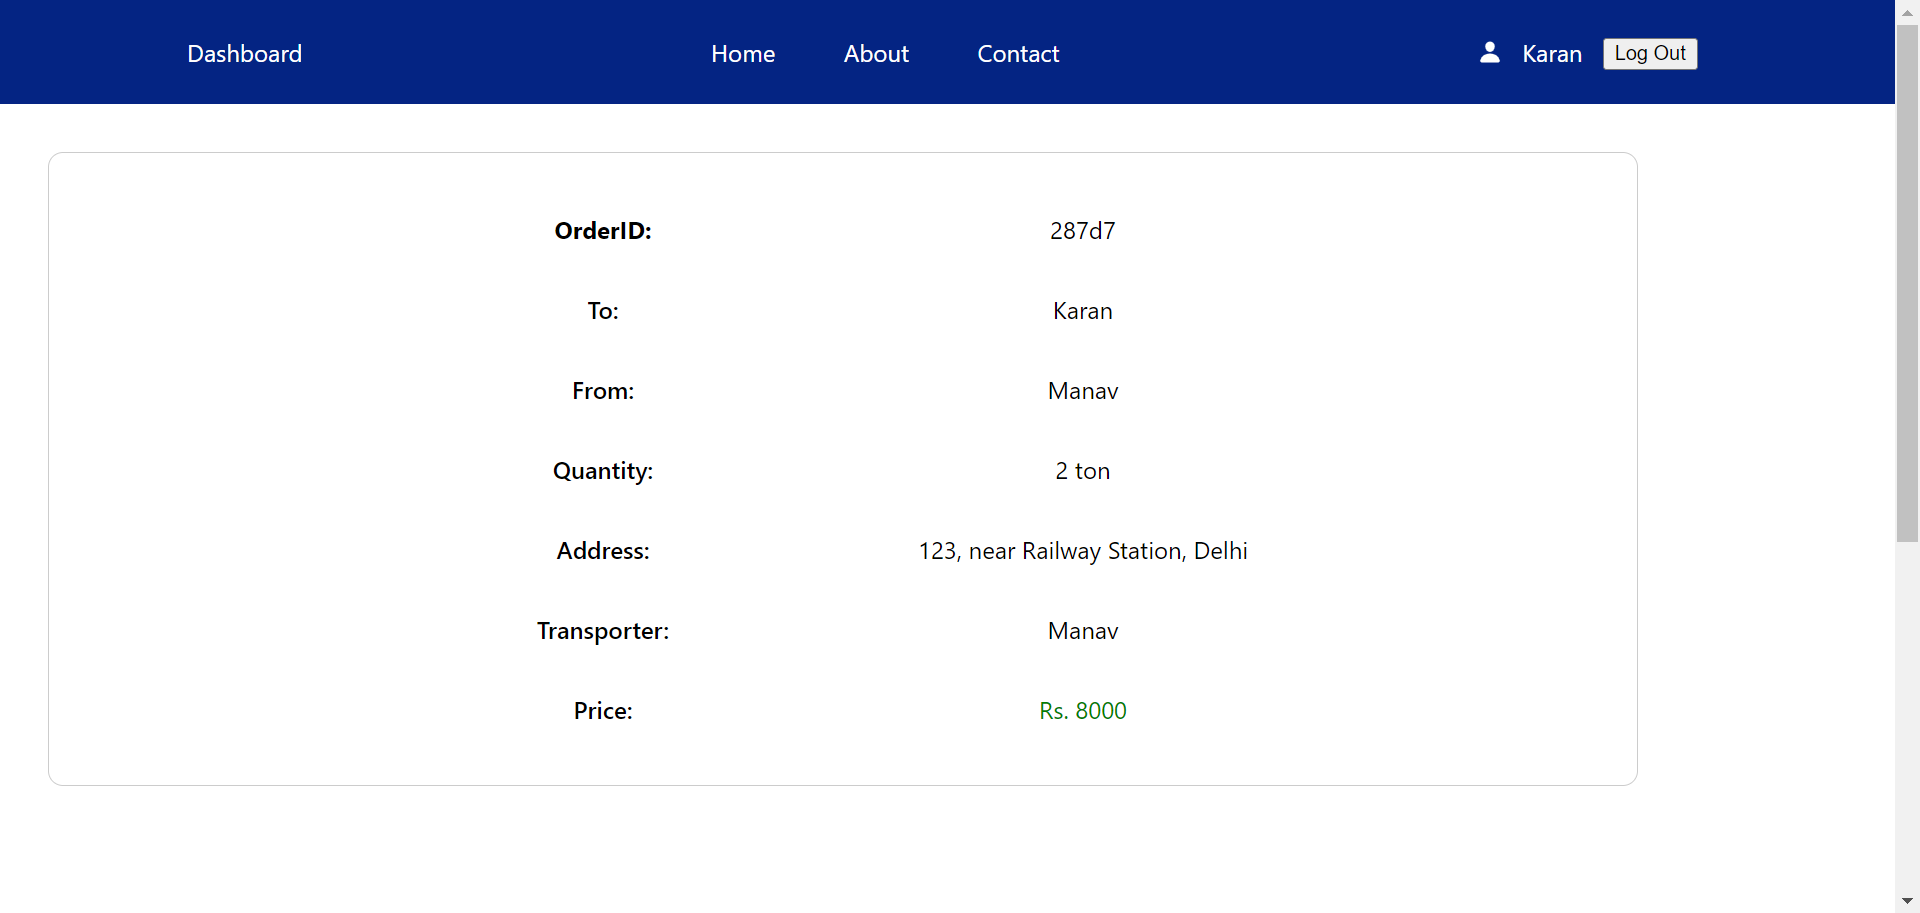 Dashboard Home About Contact Karan Log Out
OrderID: 287d7
To: Karan
From: Manav
Quantity: 2 ton
Address: 123, near Railway Station, Delhi
Transporter: Manav
Price: Rs. 8000